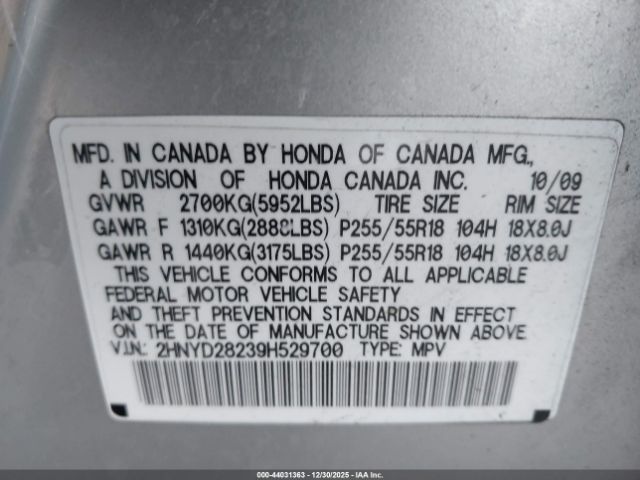 MFD. IN CANADA BY HONDA OF CANADA MFG.,
A DIVISION OF HONDA CANADA INC. 10/09
GVWR 2700KG(5952LBS) TIRE SIZE RIM SIZE
GAWR F 1310KG(2888LBS) P255/55R18 104H 18X8.0J
GAWR R 1440KG(3175LBS) P255/55R18 104H 18X8.0J
THIS VEHICLE CONFORMS TO ALL APPLICABLE
FEDERAL MOTOR VEHICLE SAFETY
AND THEFT PREVENTION STANDARDS IN EFFECT
ON THE DATE OF MANUFACTURE SHOWN ABOVE.
V.I.N.: 2HNYD28239H529700 TYPE: MPV
000-44031363 - 12/30/2025 - IAA Inc.